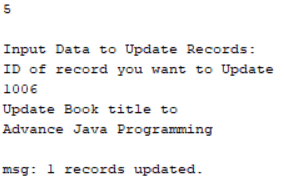 5
Input Data to Update Records:
ID of record you want to Update
1006
Update Book title to
Advance Java Programming
msg: 1 records updated.